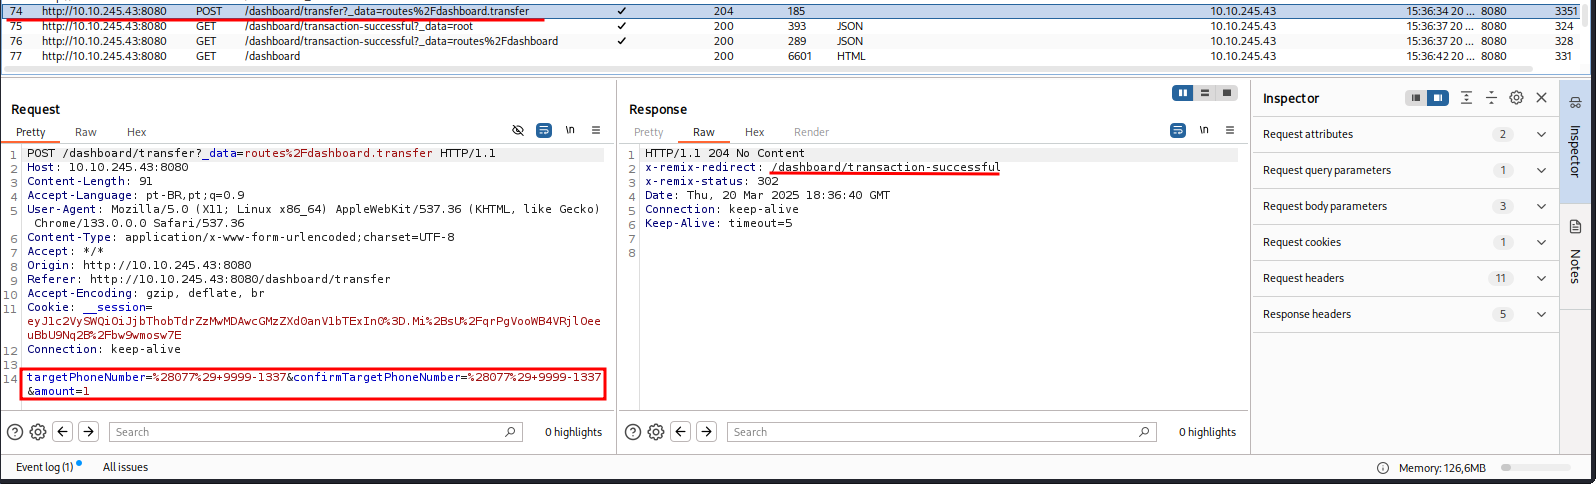 74 http://10.10.245.43:8080 POST /dashboard/transfer?_data=routes%2Fdashboard.transfer ✓ 204 185 10.10.245.43 15:36:34 20 ... 8080 3351
75 http://10.10.245.43:8080 GET /dashboard/transaction-successful?_data=root ✓ 200 393 JSON 10.10.245.43 15:36:37 20 ... 8080 324
76 http://10.10.245.43:8080 GET /dashboard/transaction-successful?_data=routes%2Fdashboard ✓ 200 289 JSON 10.10.245.43 15:36:37 20 ... 8080 328
77 http://10.10.245.43:8080 GET /dashboard 200 6601 HTML 10.10.245.43 15:36:42 20 ... 8080 331
Request
Pretty Raw Hex
\n
1 POST /dashboard/transfer?_data=routes%2Fdashboard.transfer HTTP/1.1
2 Host: 10.10.245.43:8080
3 Content-Length: 91
4 Accept-Language: pt-BR,pt;q=0.9
5 User-Agent: Mozilla/5.0 (X11; Linux x86_64) AppleWebKit/537.36 (KHTML, like Gecko)
Chrome/133.0.0.0 Safari/537.36
6 Content-Type: application/x-www-form-urlencoded;charset=UTF-8
7 Accept: */*
8 Origin: http://10.10.245.43:8080
9 Referer: http://10.10.245.43:8080/dashboard/transfer
10 Accept-Encoding: gzip, deflate, br
11 Cookie: __session=
eyJ1c2VySWQiOiJjbThobTdrZzMwMDAwcGMzZXd0anV1bTExIn0%3D.Mi%2BsU%2FqrPgVooWB4VRjlOee
uBbU9Nq2B%2Fbw9wmosw7E
12 Connection: keep-alive
13
14 targetPhoneNumber=%28077%29+9999-1337&confirmTargetPhoneNumber=%28077%29+9999-1337
&amount=1
Search
0 highlights
Response
Pretty Raw Hex Render
\n
1 HTTP/1.1 204 No Content
2 x-remix-redirect: /dashboard/transaction-successful
3 x-remix-status: 302
4 Date: Thu, 20 Mar 2025 18:36:40 GMT
5 Connection: keep-alive
6 Keep-Alive: timeout=5
7
8
Search
0 highlights
Inspector
Request attributes 2
Request query parameters 1
Request body parameters 3
Request cookies 1
Request headers 11
Response headers 5
Inspector
Notes
Event log (1) All issues
Memory: 126,6MB